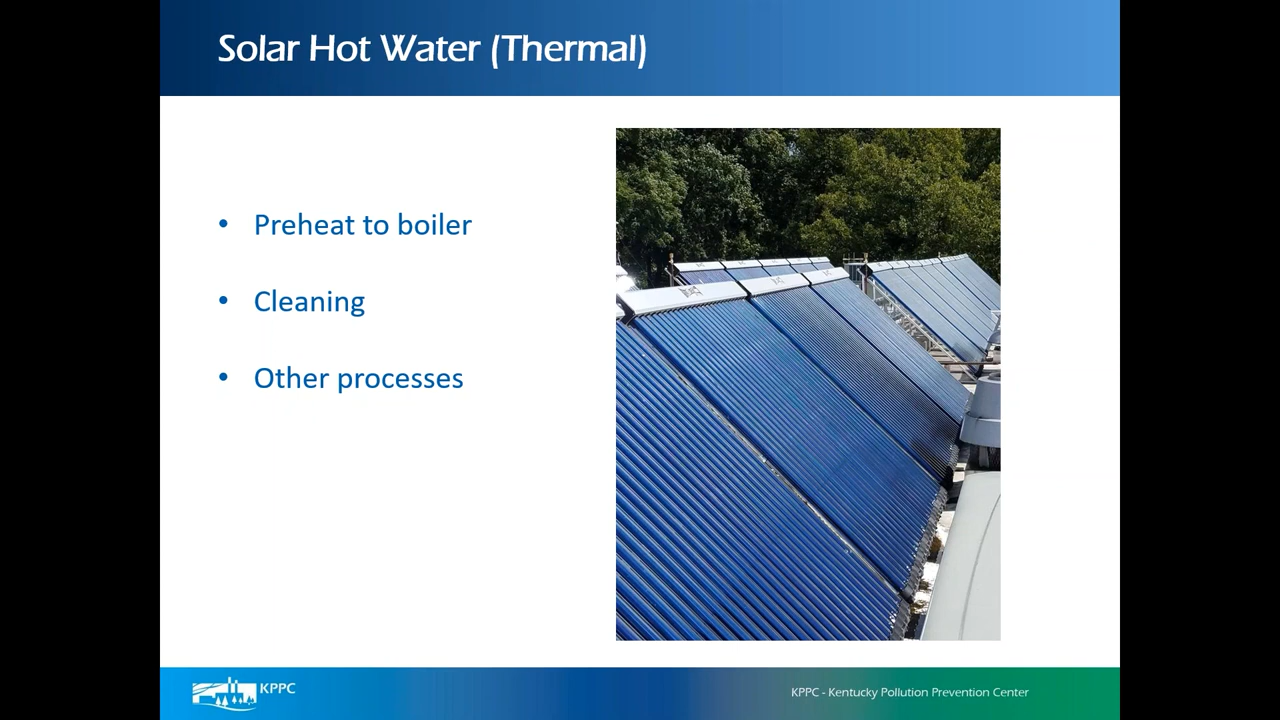 Solar Hot Water (Thermal)
• Preheat to boiler
• Cleaning
• Other processes
KPPC
KPPC - Kentucky Pollution Prevention Center